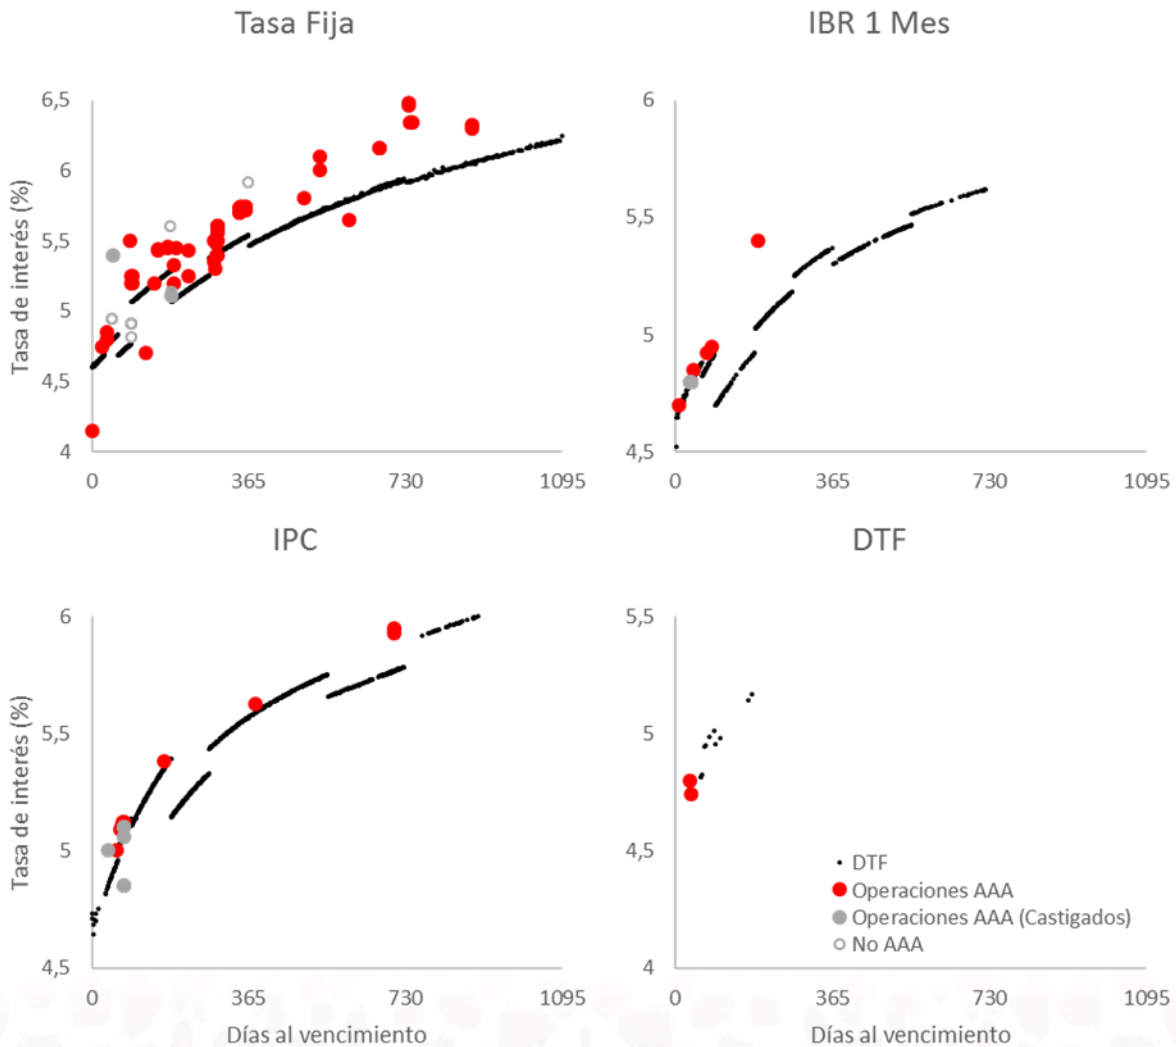 Tasa Fija
Tasa de interés (%)
6,5
6
5,5
5
4,5
4
0
365
730
1095
IBR 1 Mes
6
5,5
5
4,5
0
365
730
1095
IPC
Tasa de interés (%)
6
5,5
5
4,5
0
365
730
1095
Días al vencimiento
DTF
5,5
5
4,5
4
0
365
730
1095
Días al vencimiento
DTF
Operaciones AAA
Operaciones AAA (Castigados)
No AAA